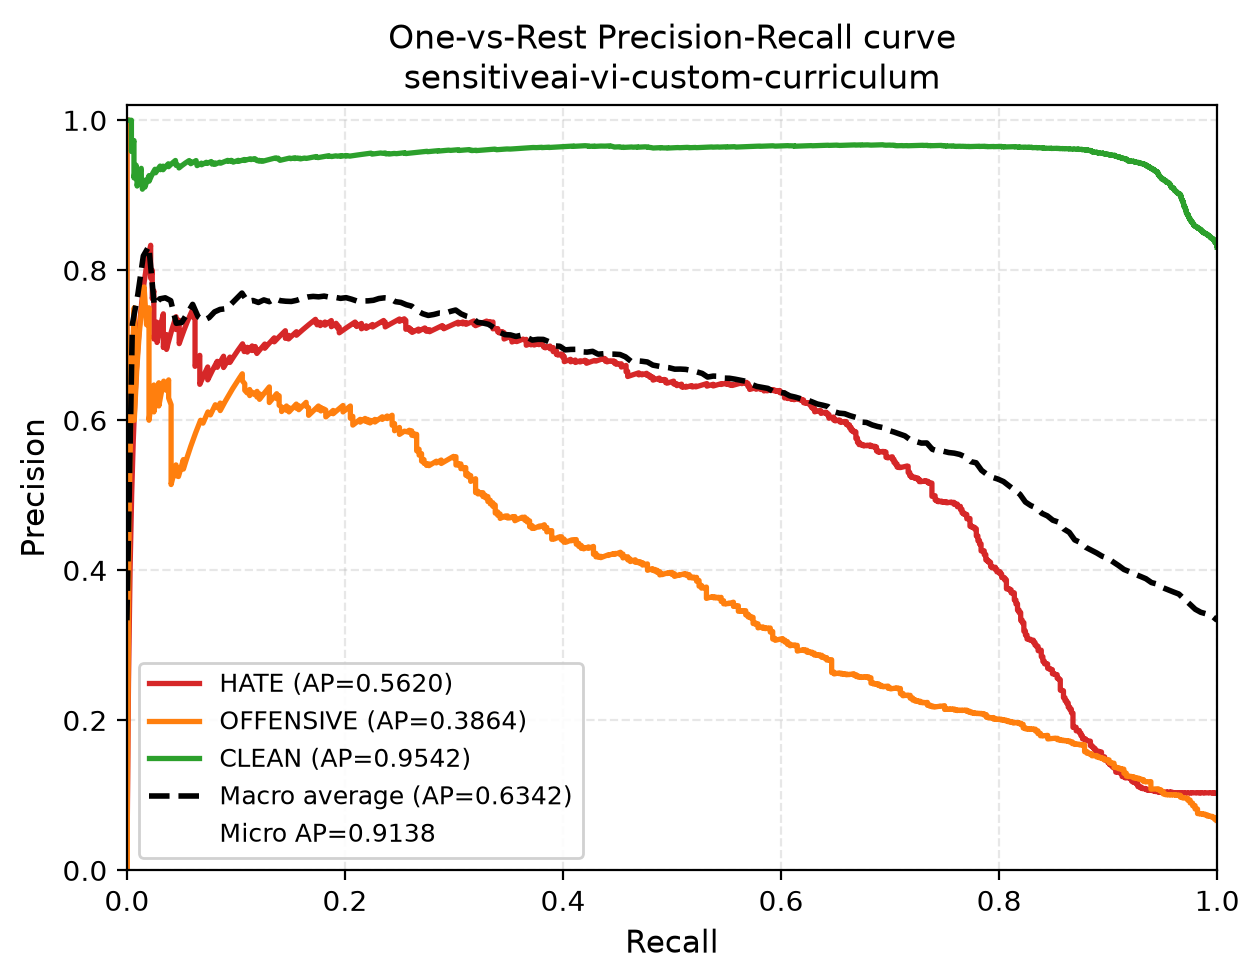 One-vs-Rest Precision-Recall curve
sensitiveai-vi-custom-curriculum
Precision
1.0
0.8
0.6
0.4
0.2
0.0
HATE (AP=0.5620)
OFFENSIVE (AP=0.3864)
CLEAN (AP=0.9542)
Macro average (AP=0.6342)
Micro AP=0.9138
0.0 0.2 0.4 0.6 0.8 1.0
Recall